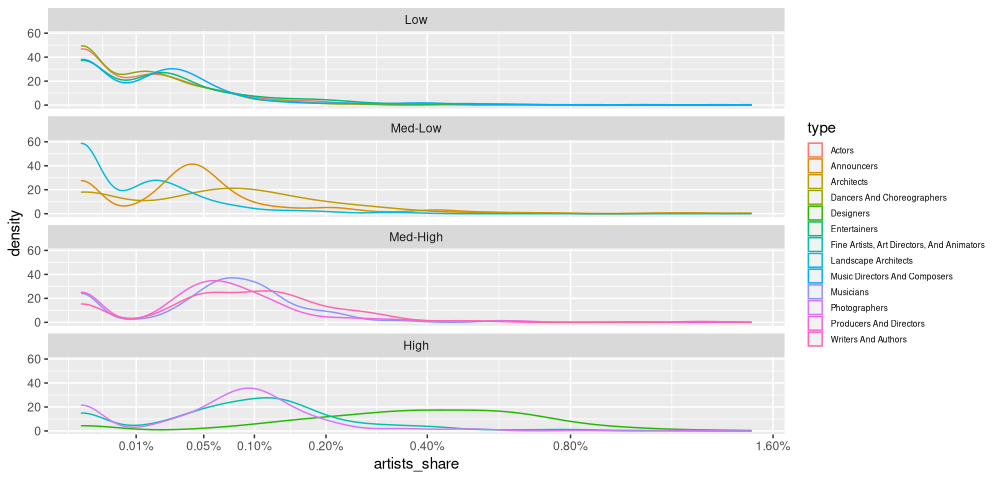 Low
60
40
20
0
Med-Low
60
40
20
0
Med-High
60
40
20
0
High
60
40
20
0
density
0.01% 0.05% 0.10% 0.20% 0.40% 0.80% 1.60%
artists_share
type
Actors
Announcers
Architects
Dancers And Choreographers
Designers
Entertainers
Fine Artists, Art Directors, And Animators
Landscape Architects
Music Directors And Composers
Musicians
Photographers
Producers And Directors
Writers And Authors